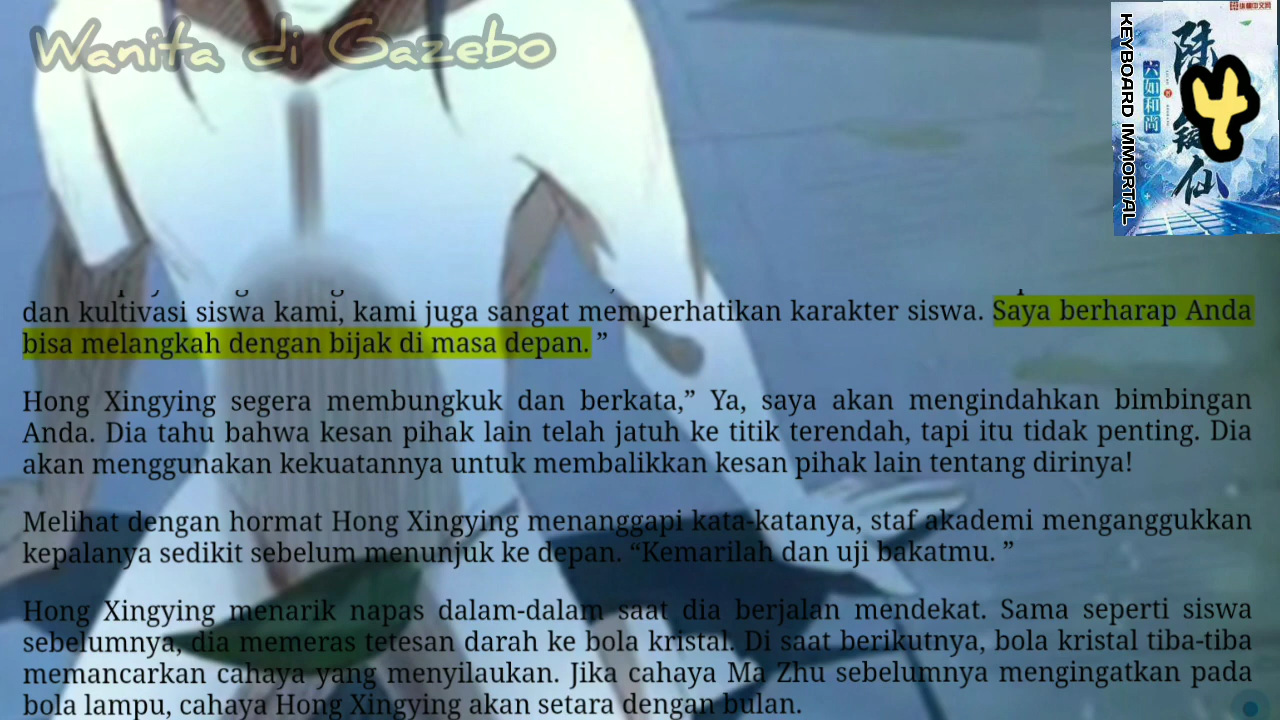 Wanita di Gazebo
KEYBOARD IMMORTAL
六如和尚
仙
4
dan kultivasi siswa kami, kami juga sangat memperhatikan karakter siswa. Saya berharap Anda
bisa melangkah dengan bijak di masa depan. ”
Hong Xingying segera membungkuk dan berkata,” Ya, saya akan mengindahkan bimbingan
Anda. Dia tahu bahwa kesan pihak lain telah jatuh ke titik terendah, tapi itu tidak penting. Dia
akan menggunakan kekuatannya untuk membalikkan kesan pihak lain tentang dirinya!
Melihat dengan hormat Hong Xingying menanggapi kata-katanya, staf akademi menganggukkan
kepalanya sedikit sebelum menunjuk ke depan. “Kemarilah dan uji bakatmu. ”
Hong Xingying menarik napas dalam-dalam saat dia berjalan mendekat. Sama seperti siswa
sebelumnya, dia memeras tetesan darah ke bola kristal. Di saat berikutnya, bola kristal tiba-tiba
memancarkan cahaya yang menyilaukan. Jika cahaya Ma Zhu sebelumnya mengingatkan pada
bola lampu, cahaya Hong Xingying akan setara dengan bulan.